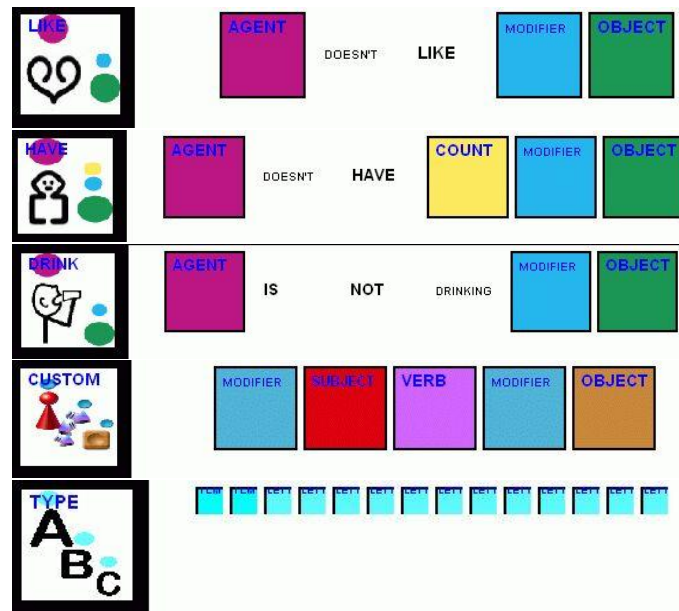 LIKE AGENT DOESN'T LIKE MODIFIER OBJECT
HAVE AGENT DOESN'T HAVE COUNT MODIFIER OBJECT
DRINK AGENT IS NOT DRINKING MODIFIER OBJECT
CUSTOM MODIFIER SUBJECT VERB MODIFIER OBJECT
TYPE
A
B
C